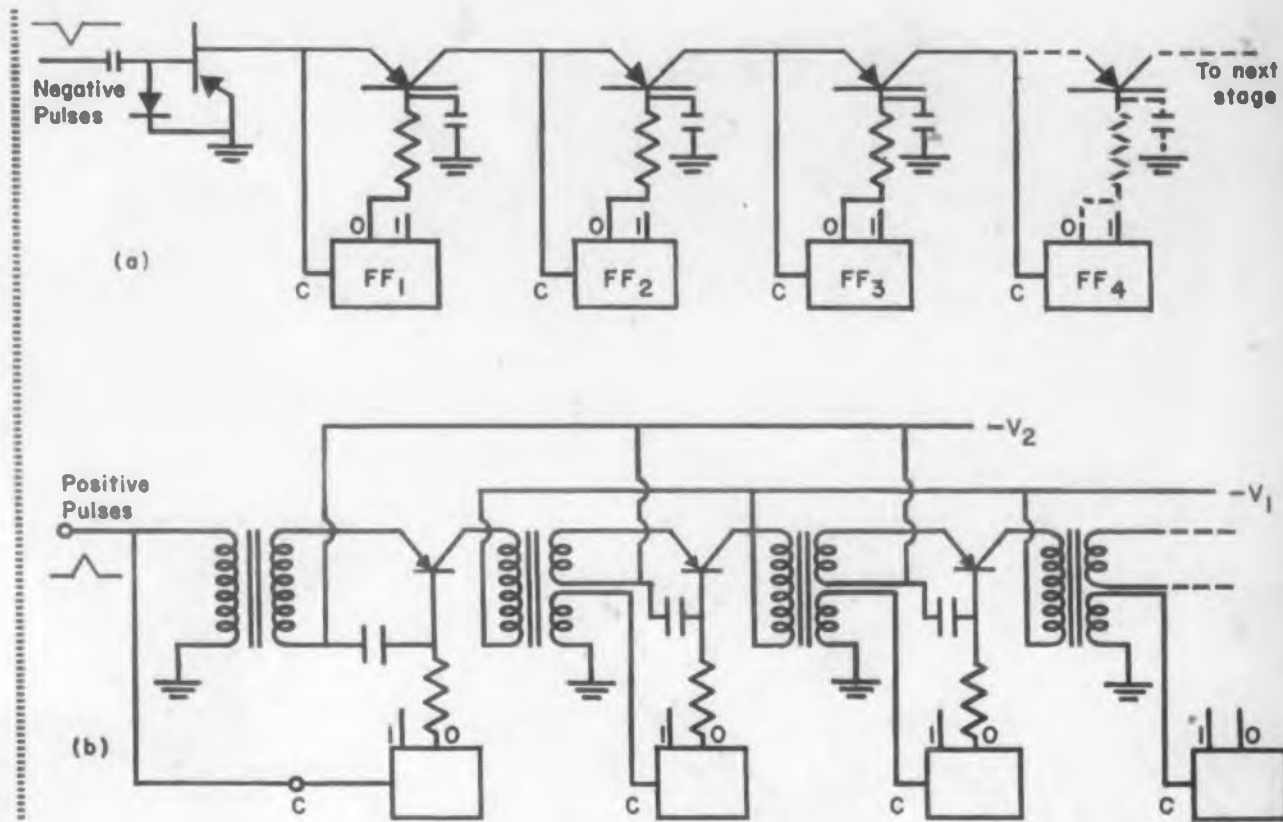 Negative
Pulses
To next
stage
0 1
0 1
0 1
0 1
(a)
C FF1
C FF2
C FF3
C FF4
-V2
Positive
Pulses
-V1
(b)
1 0
1 0
1 0
1 0
C
C
C
C